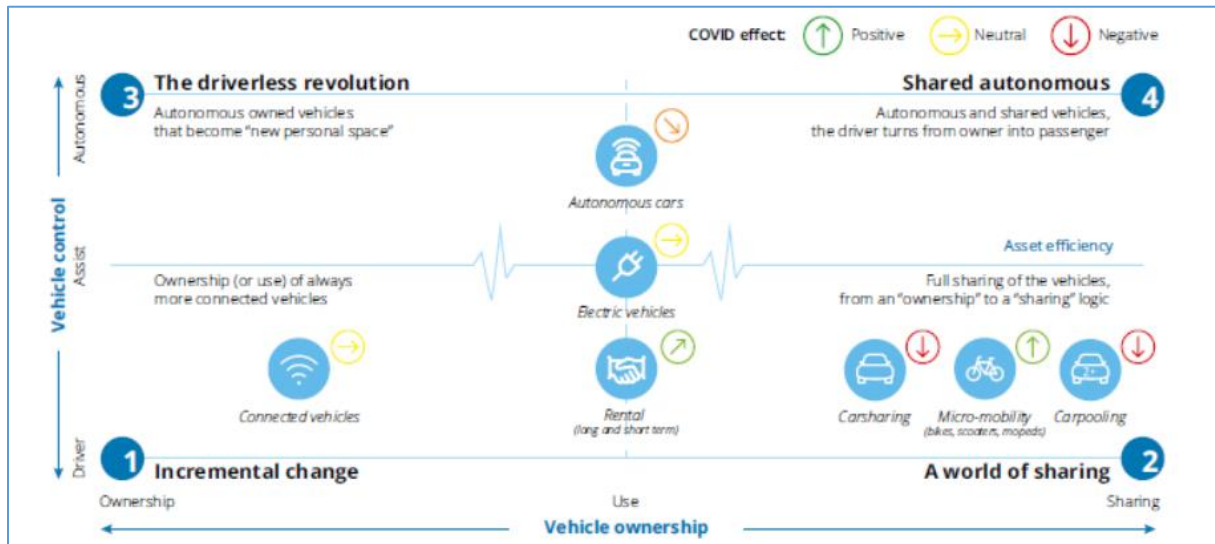 COVID effect: Positive Neutral Negative
3 The driverless revolution
Autonomous owned vehicles
that become “new personal space”
Shared autonomous 4
Autonomous and shared vehicles,
the driver turns from owner into passenger
Autonomous cars
Asset efficiency
Ownership (or use) of always
more connected vehicles
Electric vehicles
Full sharing of the vehicles,
from an “ownership” to a “sharing” logic
Connected vehicles
Rental
(long and short term)
Carsharing
Micro-mobility
(bikes, scooters, mopeds)
2+
Carpooling
1 Incremental change
A world of sharing 2
Ownership
Use
Sharing
Vehicle ownership
Vehicle control
Autonomous
Assist
Driver